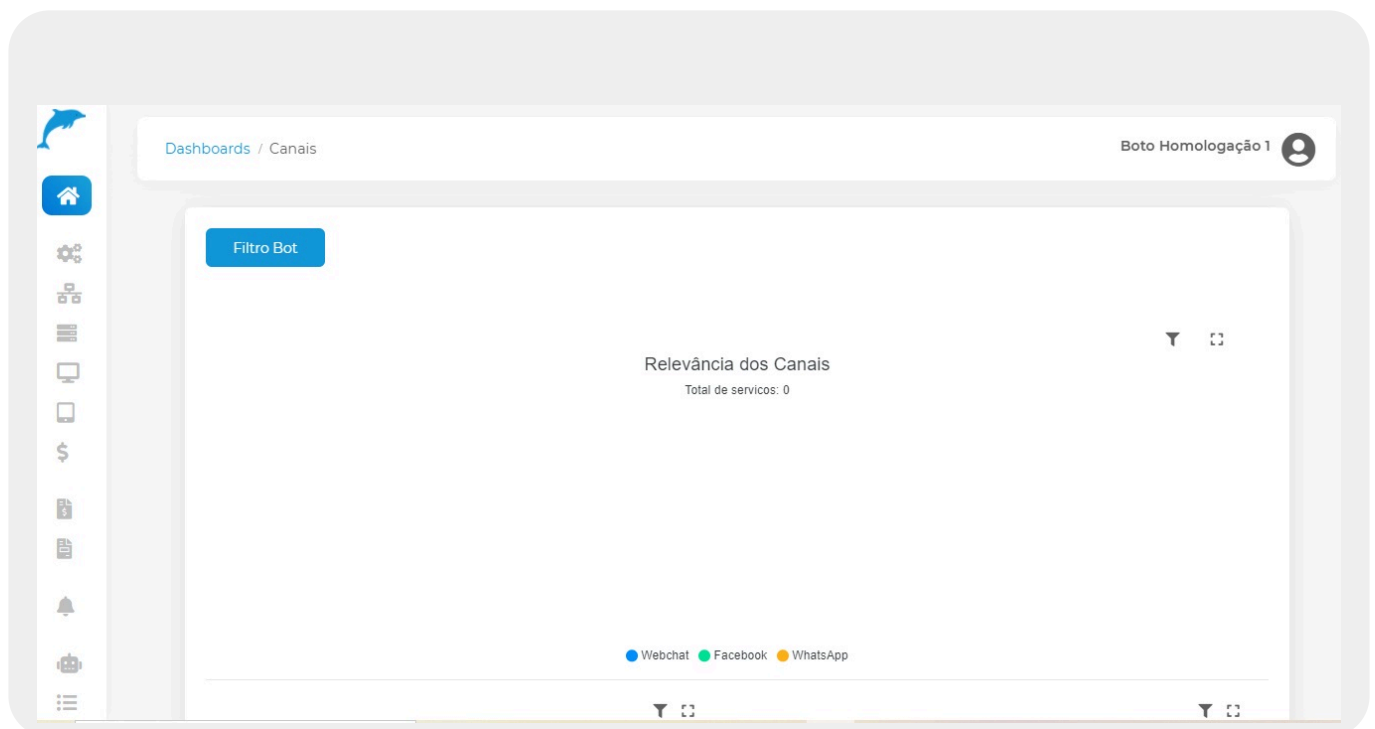 Dashboards / Canais
Boto Homologação 1
Filtro Bot
Relevância dos Canais
Total de servicos: 0
Webchat Facebook WhatsApp